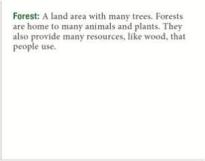 Forest: A land area with many trees. Forests
are home to many animals and plants. They
also provide many resources, like wood, that
people use.